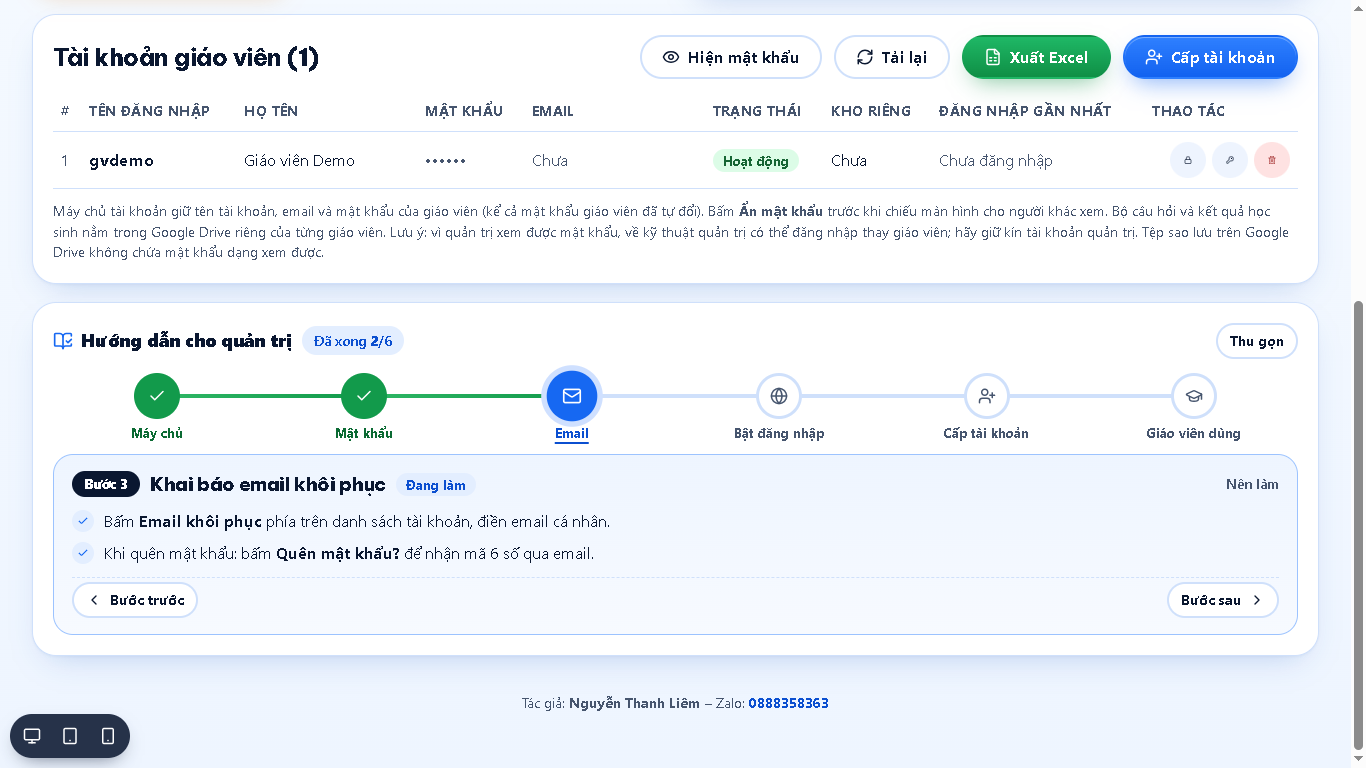 Tài khoản giáo viên (1)
Hiện mật khẩu
Tải lại
Xuất Excel
Cấp tài khoản
# TÊN ĐĂNG NHẬP HỌ TÊN MẬT KHẨU EMAIL TRẠNG THÁI KHO RIÊNG ĐĂNG NHẬP GẦN NHẤT THAO TÁC
1 gvdemo Giáo viên Demo •••••• Chưa Hoạt động Chưa Chưa đăng nhập
Máy chủ tài khoản giữ tên tài khoản, email và mật khẩu của giáo viên (kể cả mật khẩu giáo viên đã tự đổi). Bấm Ẩn mật khẩu trước khi chiếu màn hình cho người khác xem. Bộ câu hỏi và kết quả học
sinh nằm trong Google Drive riêng của từng giáo viên. Lưu ý: vì quản trị xem được mật khẩu, về kỹ thuật quản trị có thể đăng nhập thay giáo viên; hãy giữ kín tài khoản quản trị. Tệp sao lưu trên Google
Drive không chứa mật khẩu dạng xem được.
Hướng dẫn cho quản trị
Đã xong 2/6
Thu gọn
Máy chủ
Mật khẩu
Email
Bật đăng nhập
Cấp tài khoản
Giáo viên dùng
Bước 3
Khai báo email khôi phục
Đang làm
Nên làm
Bấm Email khôi phục phía trên danh sách tài khoản, điền email cá nhân.
Khi quên mật khẩu: bấm Quên mật khẩu? để nhận mã 6 số qua email.
Bước trước
Bước sau
Tác giả: Nguyễn Thanh Liêm – Zalo: 0888358363